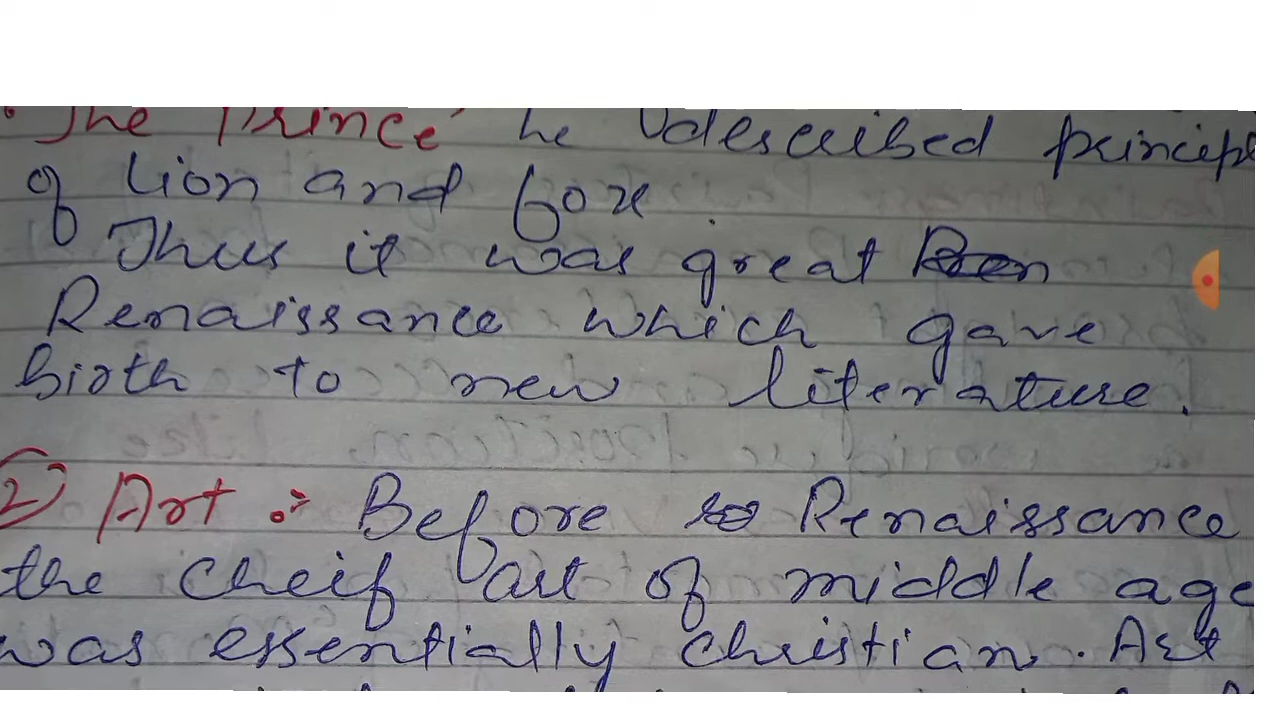 The Prince he described principl
of lion and fox
Thus it was great
Renaissance which gave
birth to new literature.
2) Art :- Before Renaissance
the cheif art of middle age
was essentially christian. Art